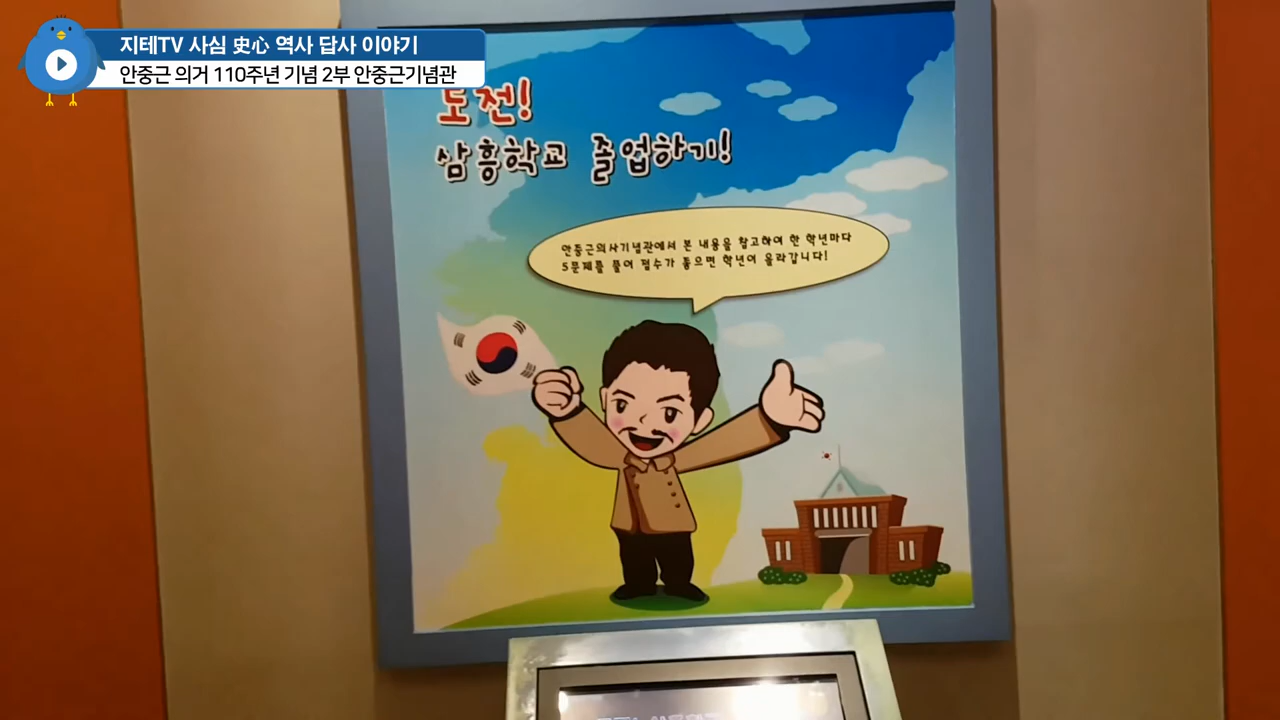 지테TV 사심 史心 역사 답사 이야기
안중근 의거 110주년 기념 2부 안중근기념관
도전!
삼흥학교 졸업하기!
안중근의사기념관에서 본 내용을 참고하여 한 학년마다
5문제를 풀어 점수가 좋으면 학년이 올라갑니다!